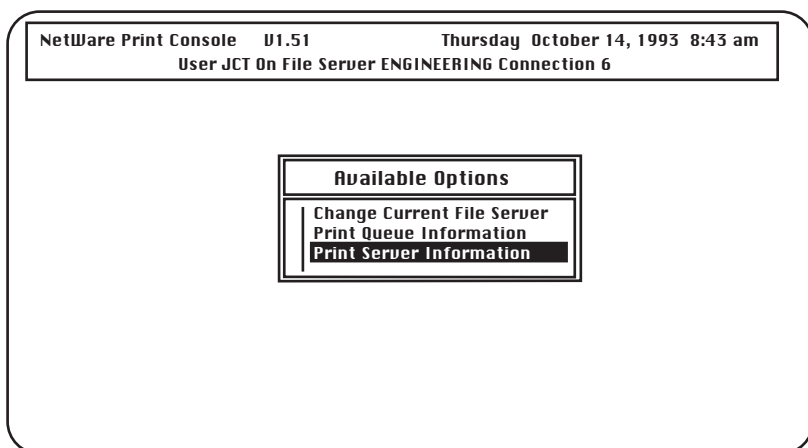 NetWare Print Console V1.51 Thursday October 14, 1993 8:43 am
User JCT On File Server ENGINEERING Connection 6
Available Options
Change Current File Server
Print Queue Information
Print Server Information